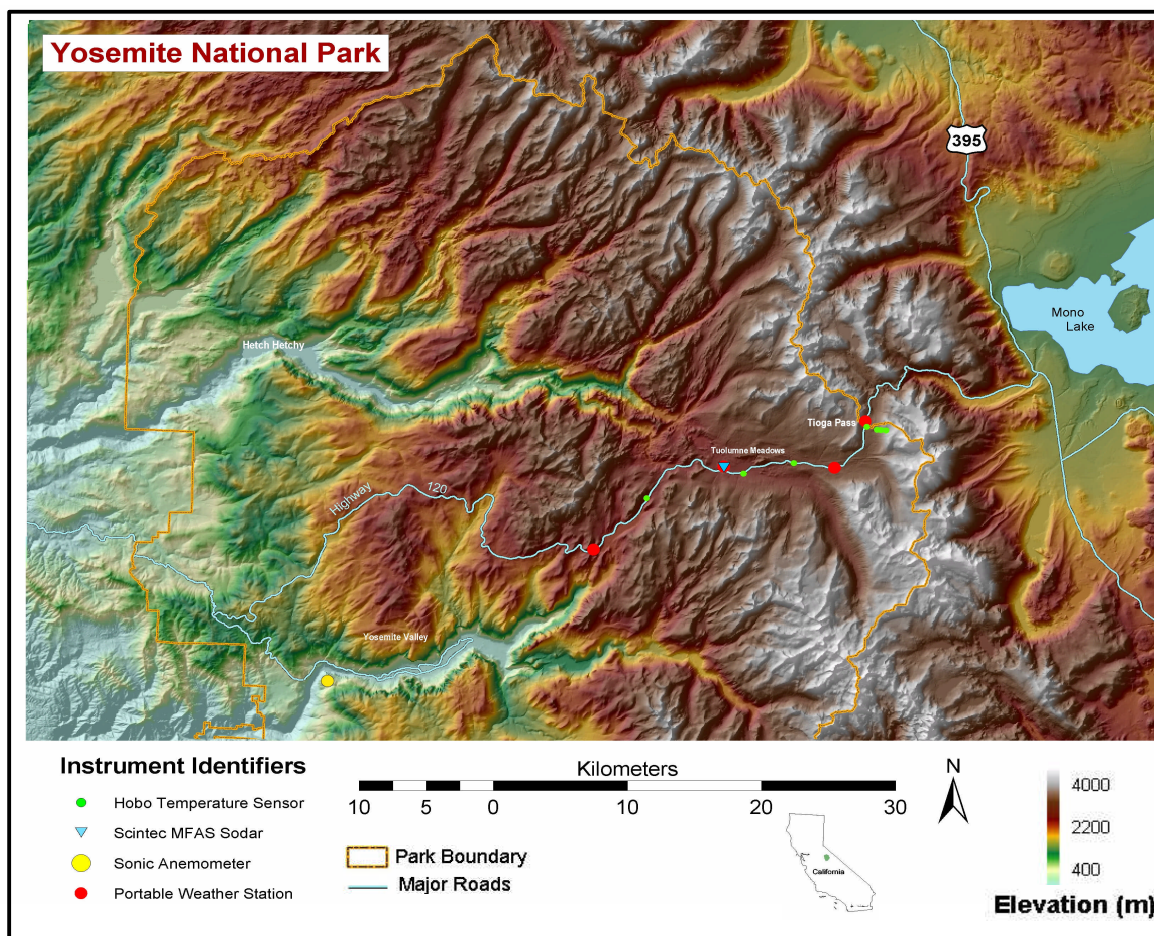 Yosemite National Park
395
Mono
Lake
Hetch Hetchy
Tioga Pass
Tuolumne Meadows
Highway 120
Yosemite Valley
Instrument Identifiers
Hobo Temperature Sensor
Scintec MFAS Sodar
Sonic Anemometer
Portable Weather Station
Kilometers
10 5 0 10 20 30
Park Boundary
Major Roads
California
N
4000
2200
400
Elevation (m)